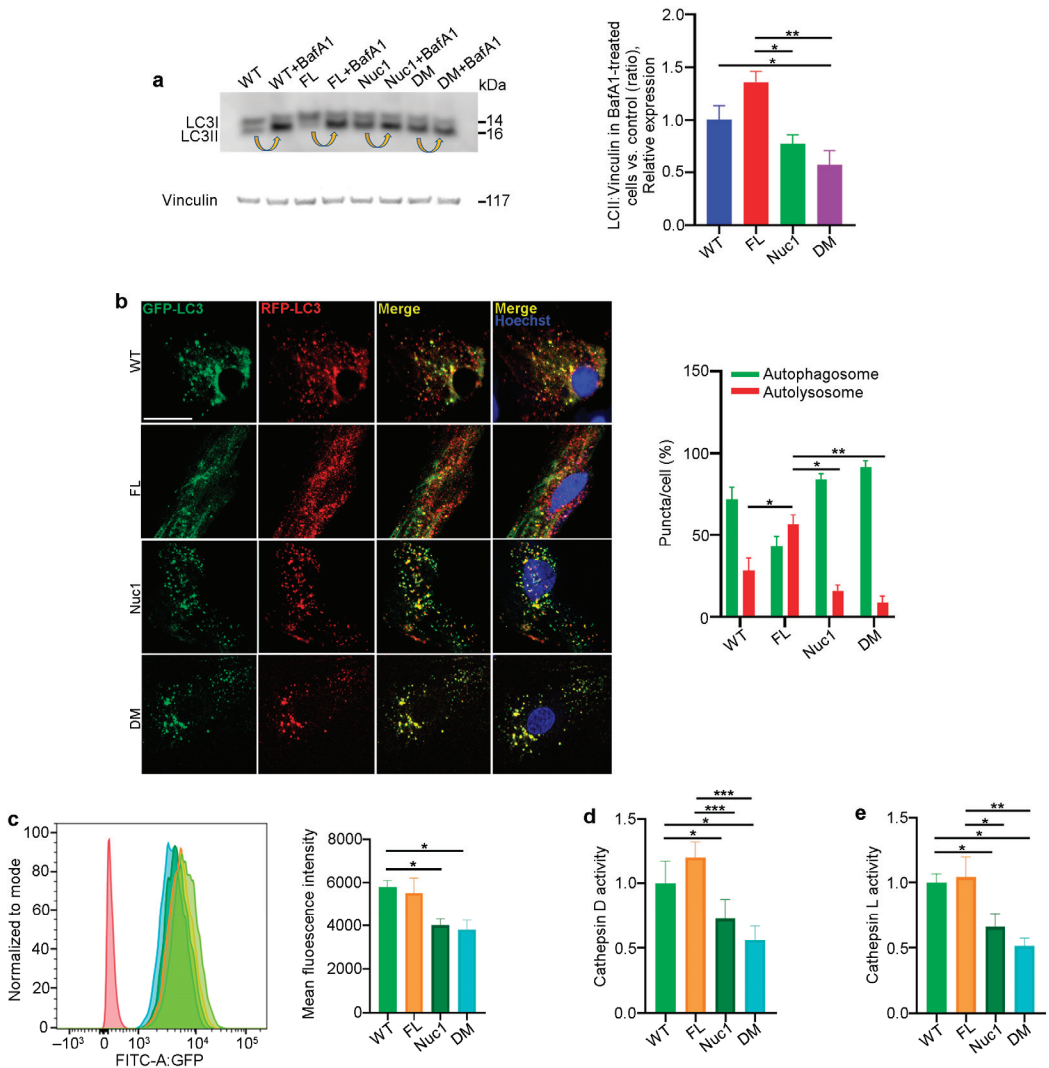 a
WT
WT+BafA1
FL
FL+BafA1
Nuc1
Nuc1+BafA1
DM
DM+BafA1
kDa
LC3I
LC3II
–14
–16
Vinculin
–117
LCII:Vinculin in BafA1-treated
cells vs. control (ratio),
Relative expression
2.0
1.5
1.0
0.5
0.0
**
*
*
WT
FL
Nuc1
DM
b
GFP-LC3
RFP-LC3
Merge
Merge
Hoechst
WT
FL
Nuc1
DM
Puncta/cell (%)
150
100
50
0
Autophagosome
Autolysosome
*
*
**
WT
FL
Nuc1
DM
c
Normalized to mode
100
80
60
40
20
0
–10³
0
10³
10⁴
10⁵
FITC-A:GFP
Mean fluoescence intensity
8000
6000
4000
2000
0
*
*
WT
FL
Nuc1
DM
d
Cathepsin D activity
1.5
1.0
0.5
0.0
***
***
*
*
WT
FL
Nuc1
DM
e
Cathepsin L activity
1.5
1.0
0.5
0.0
**
*
*
*
WT
FL
Nuc1
DM